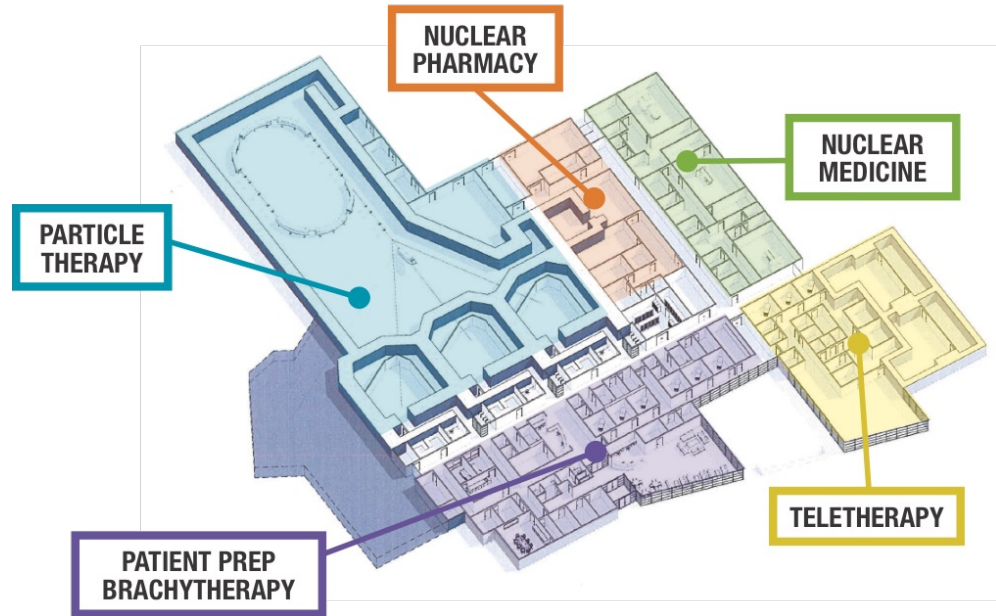 NUCLEAR
PHARMACY
NUCLEAR
MEDICINE
PARTICLE
THERAPY
TELETHERAPY
PATIENT PREP
BRACHYTHERAPY